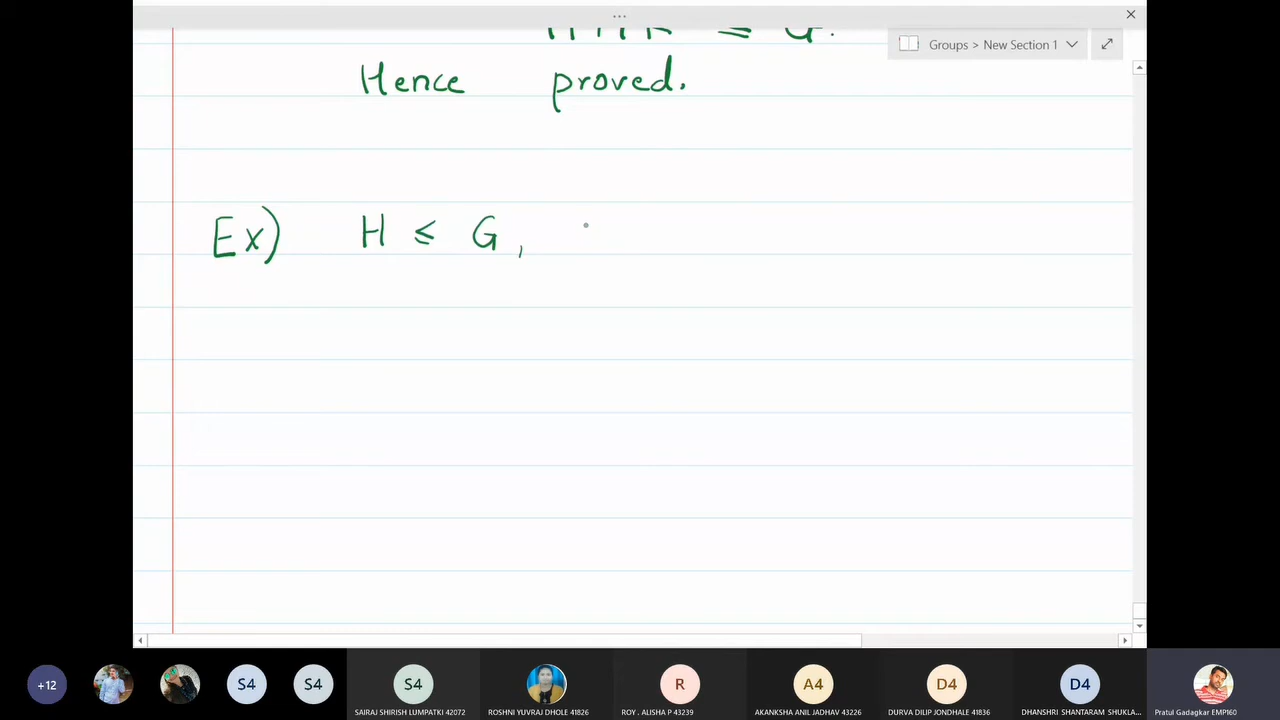 Groups > New Section 1
Hence proved.
Ex) H ≤ G,
+12
S4
S4
S4
R
A4
D4
D4
SAIRAJ SHIRISH LUMPATKI 42072
ROSHNI YUVRAJ DHOLE 41826
ROY . ALISHA P 43239
AKANKSHA ANIL JADHAV 43226
DURVA DILIP JONDHALE 41836
DHANSHRI SHANTARAM SHUKLA...
Pratul Gadagkar EMP160